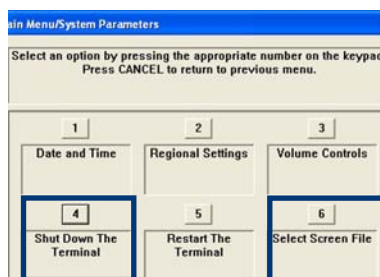 ain Menu/System Parameters
Select an option by pressing the appropriate number on the keypad
Press CANCEL to return to previous menu.
1 2 3
Date and Time Regional Settings Volume Controls
4 5 6
Shut Down The Restart The Select Screen File
Terminal Terminal